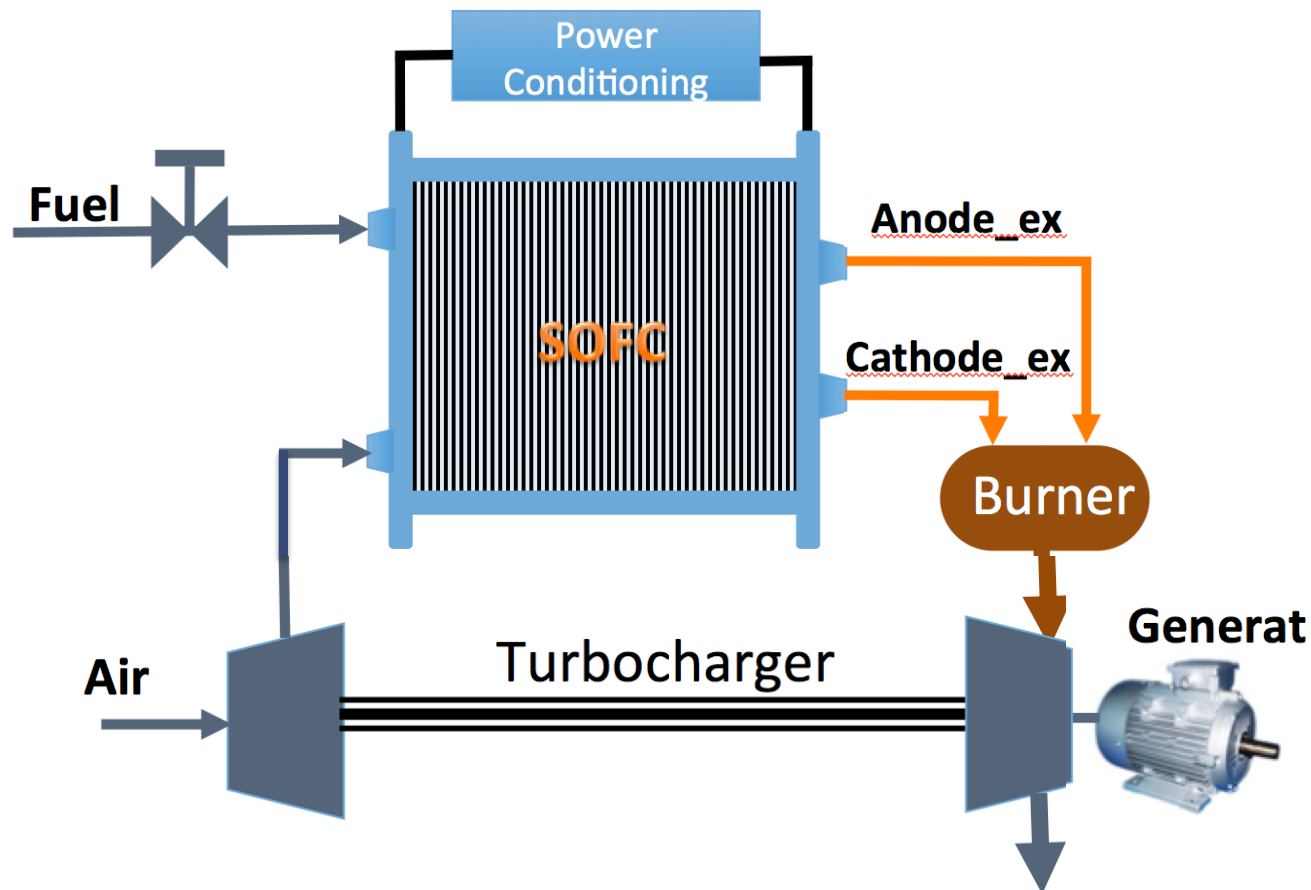 Power
Conditioning
Fuel
Anode_ex
SOFC
Cathode_ex
Burner
Generat
Turbocharger
Air